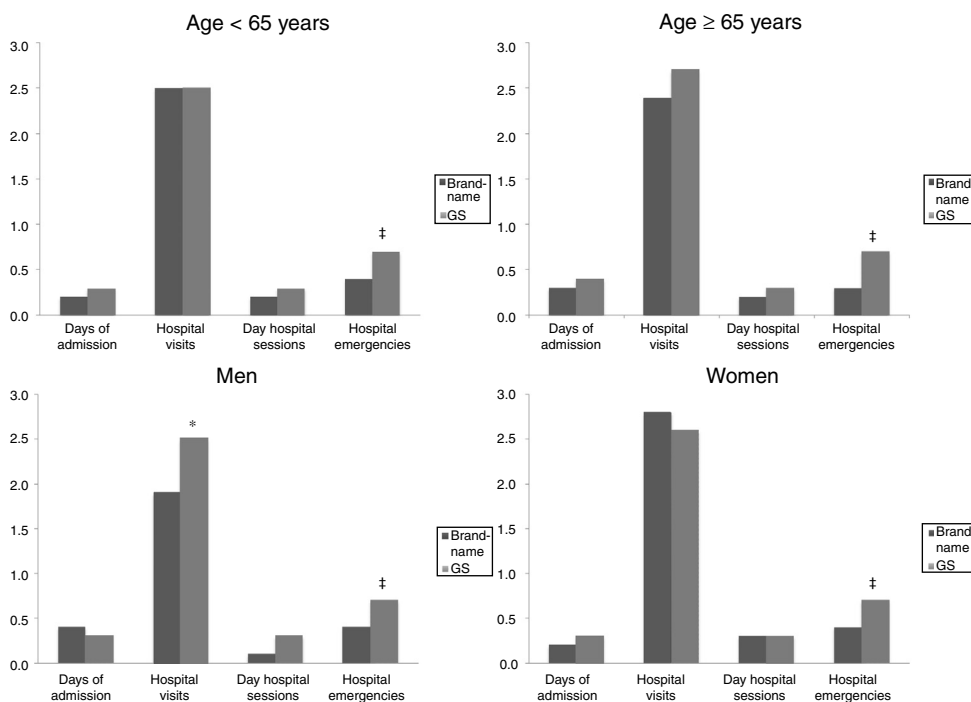 Age < 65 years
3.0
2.5
2.0
1.5
1.0
0.5
0.0
‡
Days of
admission
Hospital
visits
Day hospital
sessions
Hospital
emergencies
Brand-
name
GS
Age ≥ 65 years
3.0
2.5
2.0
1.5
1.0
0.5
0.0
‡
Days of
admission
Hospital
visits
Day hospital
sessions
Hospital
emergencies
Brand-
name
GS
Men
3.0
2.5
2.0
1.5
1.0
0.5
0.0
*
‡
Days of
admission
Hospital
visits
Day hospital
sessions
Hospital
emergencies
Brand-
name
GS
Women
3.0
2.5
2.0
1.5
1.0
0.5
0.0
‡
Days of
admission
Hospital
visits
Day hospital
sessions
Hospital
emergencies
Brand-
name
GS